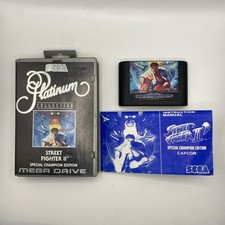 SEGA
Platinum
COLLECTION
STREET
FIGHTER II'
SPECIAL CHAMPION EDITION
MEGA DRIVE
INSTRUCTION
MANUAL
STREET
FIGHTER II'
SPECIAL CHAMPION EDITION
CAPCOM
SEGA